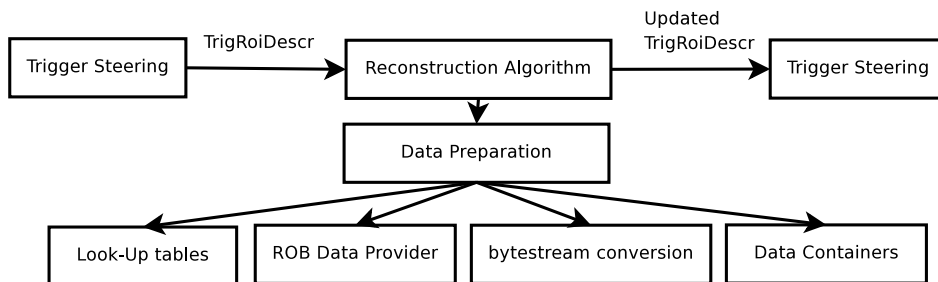 Trigger Steering
TrigRoiDescr
Reconstruction Algorithm
Updated
TrigRoiDescr
Trigger Steering
Data Preparation
Look-Up tables
ROB Data Provider
bytestream conversion
Data Containers